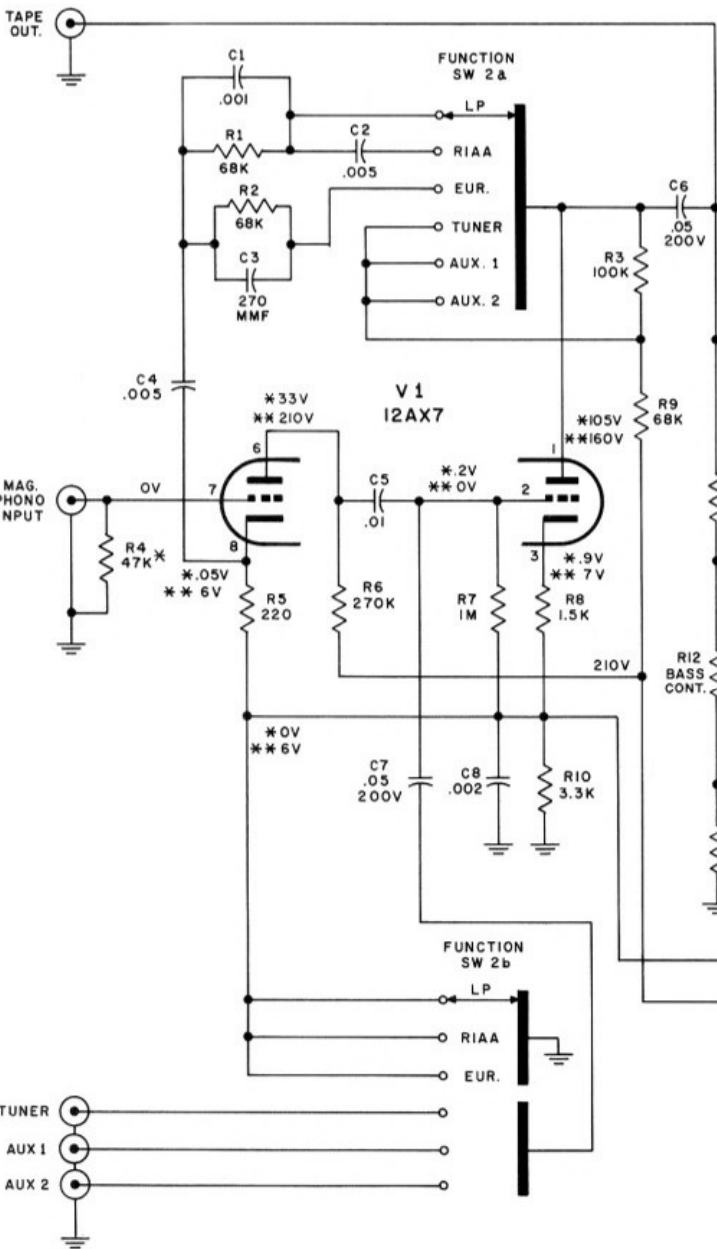 TAPE
OUT.
C1
.001
FUNCTION
SW 2a
LP
R1
68K
C2
.005
RIAA
R2
68K
EUR.
C6
.05
200V
TUNER
C3
270
MMF
AUX. 1
R3
100K
AUX. 2
C4
.005
V 1
12AX7
*33V
**210V
R9
68K
*105V
**160V
6
1
MAG.
PHONO
INPUT
0V
7
C5
.01
*.2V
**0V
2
8
3
R4
47K*
*.05V
** 6V
R5
220
R6
270K
R7
1M
*.9V
** 7V
R8
1.5K
210V
R12
BASS
CONT.
*0V
**6V
C7
.05
200V
C8
.002
R10
3.3K
FUNCTION
SW 2b
LP
RIAA
EUR.
TUNER
AUX 1
AUX 2